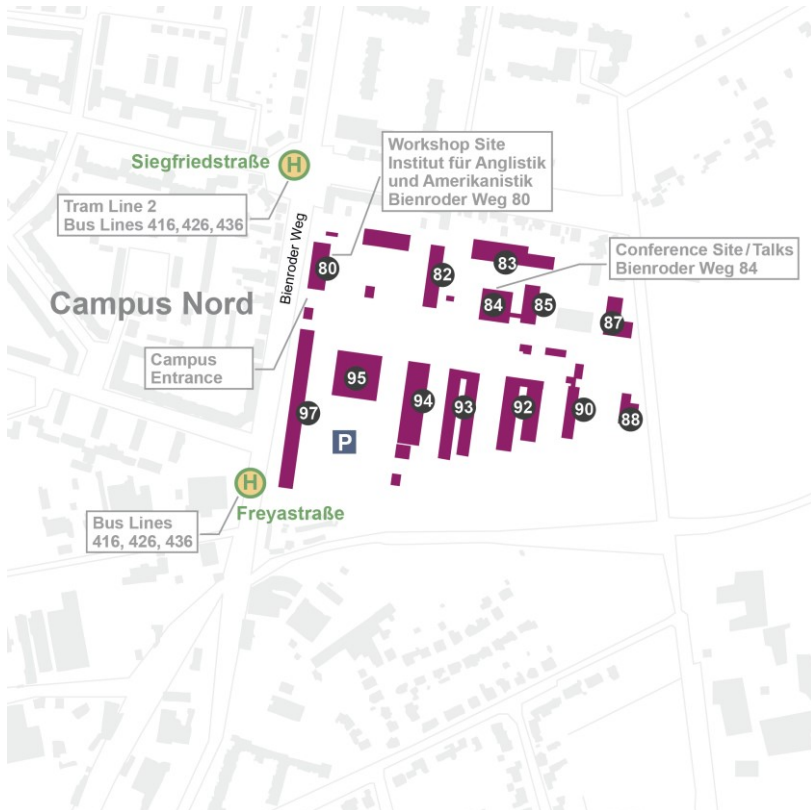 Siegfriedstraße
H
Workshop Site
Institut für Anglistik
und Amerikanistik
Bienroder Weg 80
Tram Line 2
Bus Lines 416, 426, 436
Bienroder Weg
80
82
83
Conference Site/Talks
Bienroder Weg 84
84
85
87
Campus Nord
Campus
Entrance
95
94
93
92
90
88
97
P
H
Freyastraße
Bus Lines
416, 426, 436